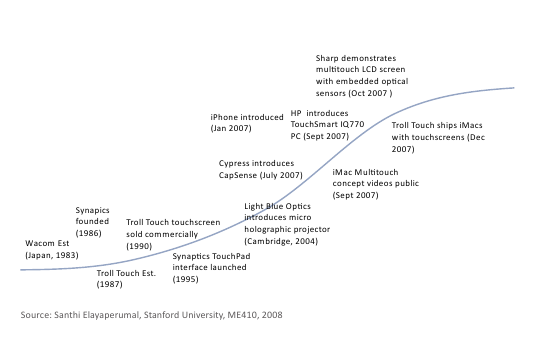 Sharp demonstrates
multitouch LCD screen
with embedded optical
sensors (Oct 2007 )
iPhone introduced
(Jan 2007)
HP introduces
TouchSmart IQ770
PC (Sept 2007)
Troll Touch ships iMacs
with touchscreens (Dec
2007)
Cypress introduces
CapSense (July 2007)
iMac Multitouch
concept videos public
(Sept 2007)
Synapics
founded
(1986)
Light Blue Optics
introduces micro
holographic projector
(Cambridge, 2004)
Troll Touch touchscreen
sold commercially
(1990)
Wacom Est
(Japan, 1983)
Synaptics TouchPad
interface launched
(1995)
Troll Touch Est.
(1987)
Source: Santhi Elayaperumal, Stanford University, ME410, 2008